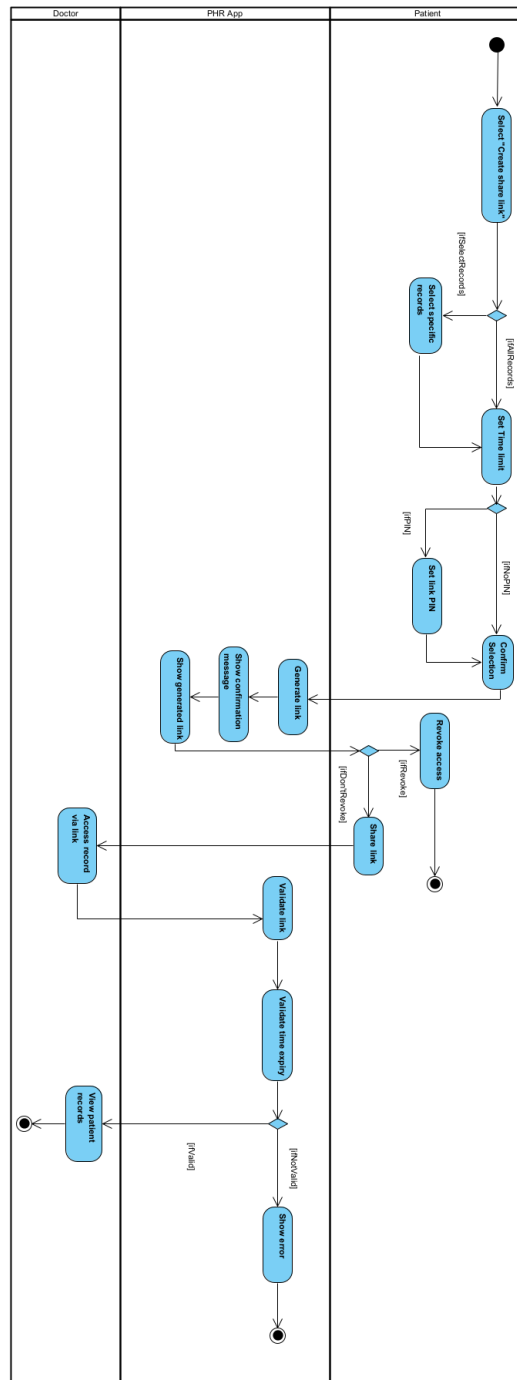 Doctor
PHR App
Patient
Select "Create share link"
[ifSelectRecords]
Select specific
records
[ifAllRecords]
Set Time limit
[ifPIN]
Set link PIN
[ifNoPIN]
Confirm
Selection
Generate link
Show confirmation
message
Show generated link
[ifRevoke]
Revoke access
[ifDon'tRevoke]
Share link
Access record
via link
Validate link
Validate time expiry
[ifValid]
View patient
records
[ifNotValid]
Show error